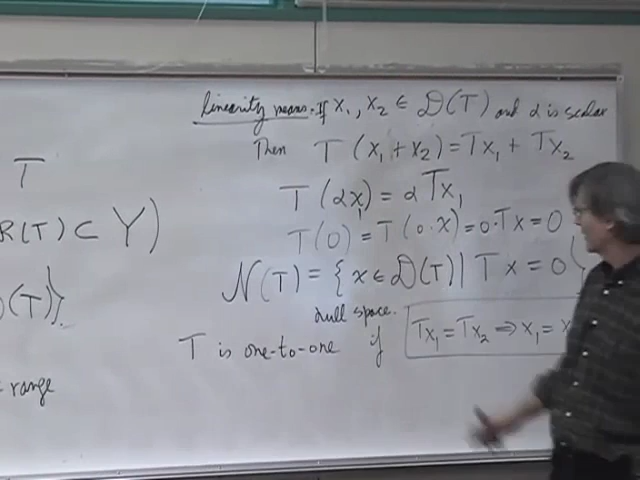 linearity means. If x₁, x₂ ∈ D(T) and α is scalar
Then T(x₁ + x₂) = Tx₁ + Tx₂
T(αx₁) = αTx₁
T(0) = T(0·x) = 0·Tx = 0
N(T) = { x ∈ D(T) | Tx = 0 }
null space.
T is one-to-one if Tx₁ = Tx₂ ⇒ x₁ = x
T
R(T) ⊂ Y)
(T)}.
range